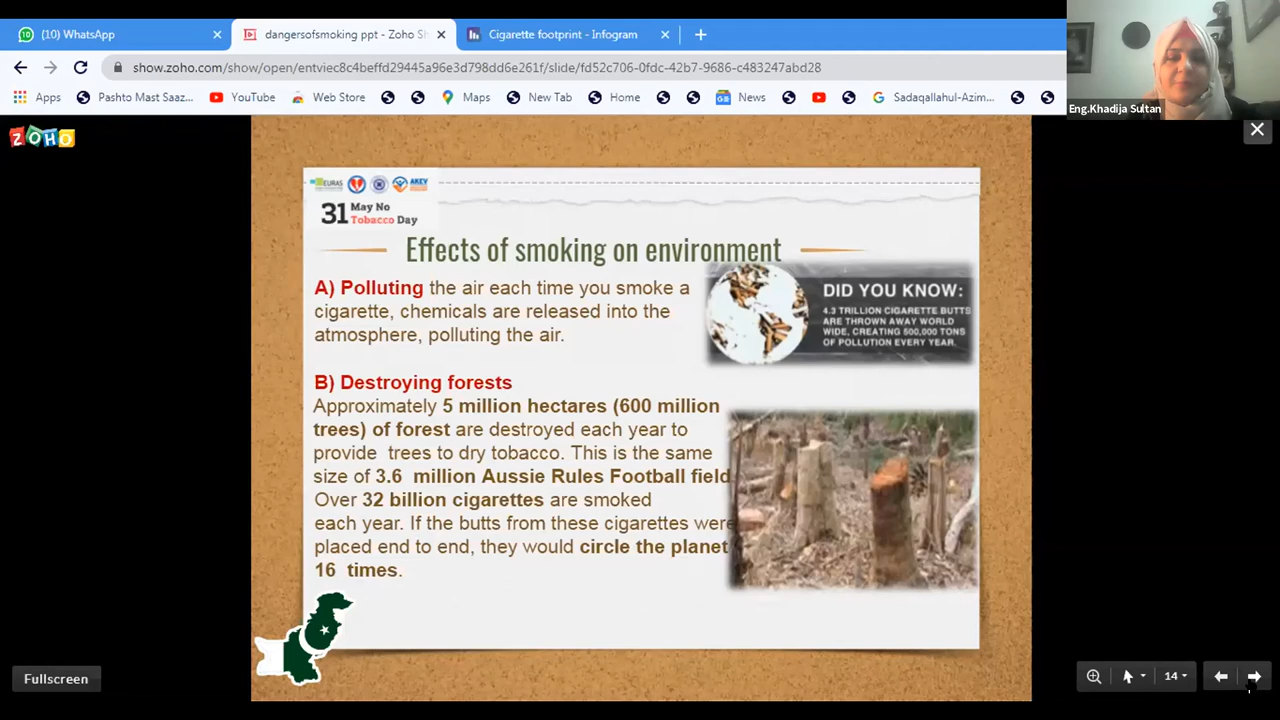 (10) WhatsApp
dangersofsmoking ppt - Zoho Sh
Cigarette footprint - Infogram
show.zoho.com/show/open/entviec8c4beffd29445a96e3d798dd6e261f/slide/fd52c706-0fdc-42b7-9686-c483247abd28
Apps
Pashto Mast Saaz...
YouTube
Web Store
Maps
New Tab
Home
News
Sadaqallahul-Azim...
Eng.Khadija Sultan
ZOHO
EURAS
AKEV
31 May No
Tobacco Day
Effects of smoking on environment
A) Polluting the air each time you smoke a
cigarette, chemicals are released into the
atmosphere, polluting the air.
DID YOU KNOW:
4.3 TRILLION CIGARETTE BUTTS
ARE THROWN AWAY WORLD
WIDE, CREATING 500,000 TONS
OF POLLUTION EVERY YEAR.
B) Destroying forests
Approximately 5 million hectares (600 million
trees) of forest are destroyed each year to
provide trees to dry tobacco. This is the same
size of 3.6 million Aussie Rules Football field
Over 32 billion cigarettes are smoked
each year. If the butts from these cigarettes were
placed end to end, they would circle the planet
16 times.
Fullscreen
14